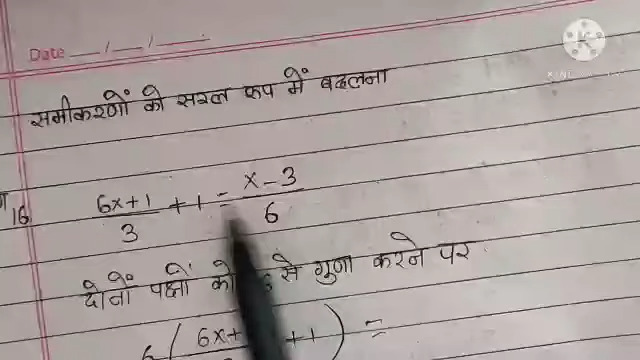 Date
समीकरणों को सरल रूप में बदलना
16 6x+1/3 + 1 = x-3/6
दोनों पक्षों को से गुणा करने पर
6 ( 6x+ +1 ) =